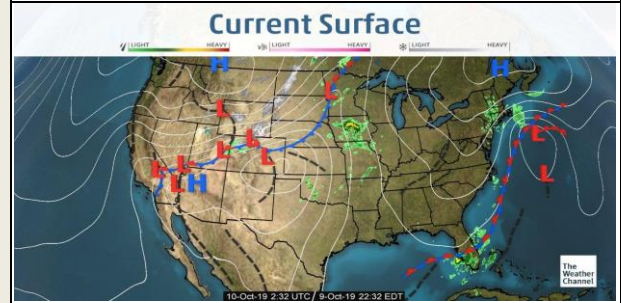 Current Surface
LIGHT HEAVY LIGHT HEAVY LIGHT HEAVY
H H
L
L
L
L
L
L
L
L
L H
L
L
The
Weather
Channel
10-Oct-19 2:32 UTC / 9-Oct-19 22:32 EDT